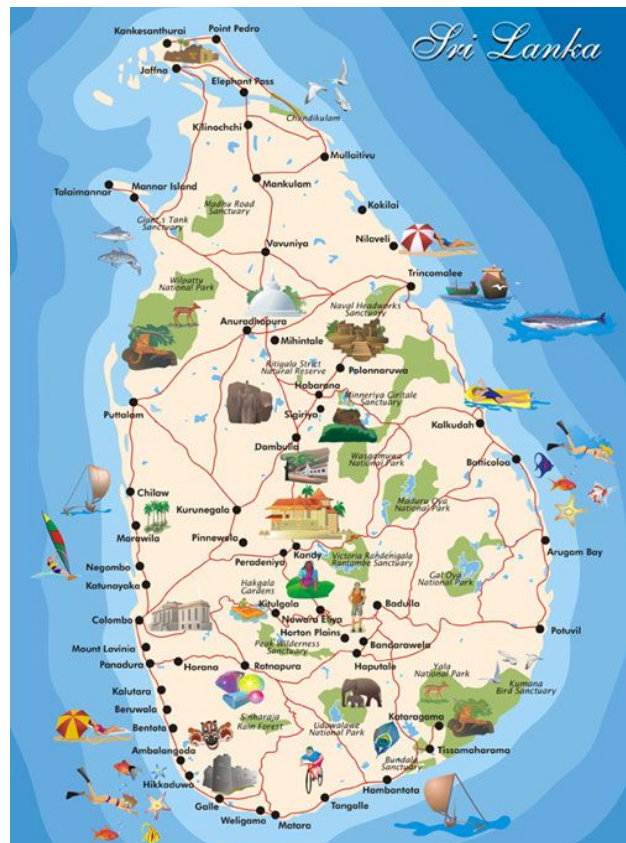 Sri Lanka
Kankesanthurai
Point Pedro
Jaffna
Elephant Pass
Chundikulam
Kilinochchi
Mullaitivu
Talaimannar
Mannar Island
Mankulam
Madhu Road
Sanctuary
Kokilai
Giant's Tank
Sanctuary
Nilaveli
Vavuniya
Trincomalee
Wilpattu
National Park
Naval Headworks
Sanctuary
Anuradhapura
Mihintale
Ritigala Strict
Natural Reserve
Polonnaruwa
Habarana
Minneriya Giritale
Sanctuary
Puttalam
Sigiriya
Kalkudah
Dambulla
Wasgamuwa
National Park
Batticoloa
Chilaw
Maduru Oya
National Park
Kurunegala
Marawila
Pinnewela
Arugam Bay
Kandy
Peradeniya
Victoria Randenigala
Rantambe Sanctuary
Negombo
Katunayaka
Hakgala
Gardens
Gal Oya
National Park
Kitulgala
Badulla
Colombo
Nuwara Eliya
Potuvil
Horton Plains
Mount Lavinia
Peak Wilderness
Sanctuary
Bandarawela
Panadura
Horana
Ratnapura
Haputale
Yala
National Park
Kumana
Bird Sanctuary
Kalutara
Beruwala
Sinharaja
Rain Forest
Udawalawe
National Park
Kataragama
Bentota
Tissamaharama
Ambalangoda
Bundala
Sanctuary
Hikkaduwa
Hambantota
Galle
Tangalle
Weligama
Matara